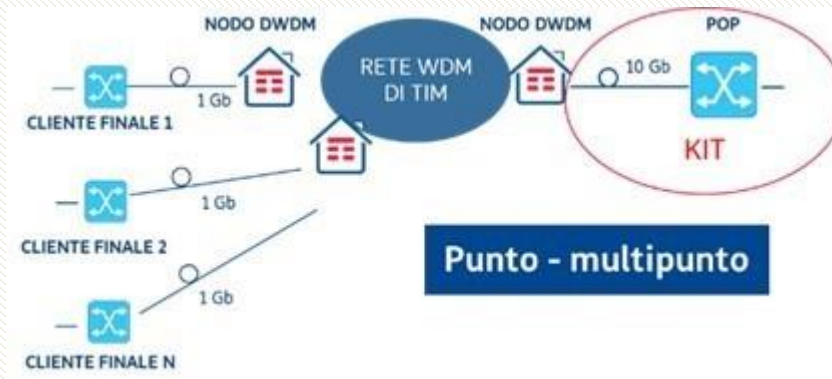 NODO DWDM
NODO DWDM
POP
RETE WDM
DI TIM
10 Gb
1 Gb
CLIENTE FINALE 1
KIT
1 Gb
CLIENTE FINALE 2
Punto - multipunto
1 Gb
CLIENTE FINALE N